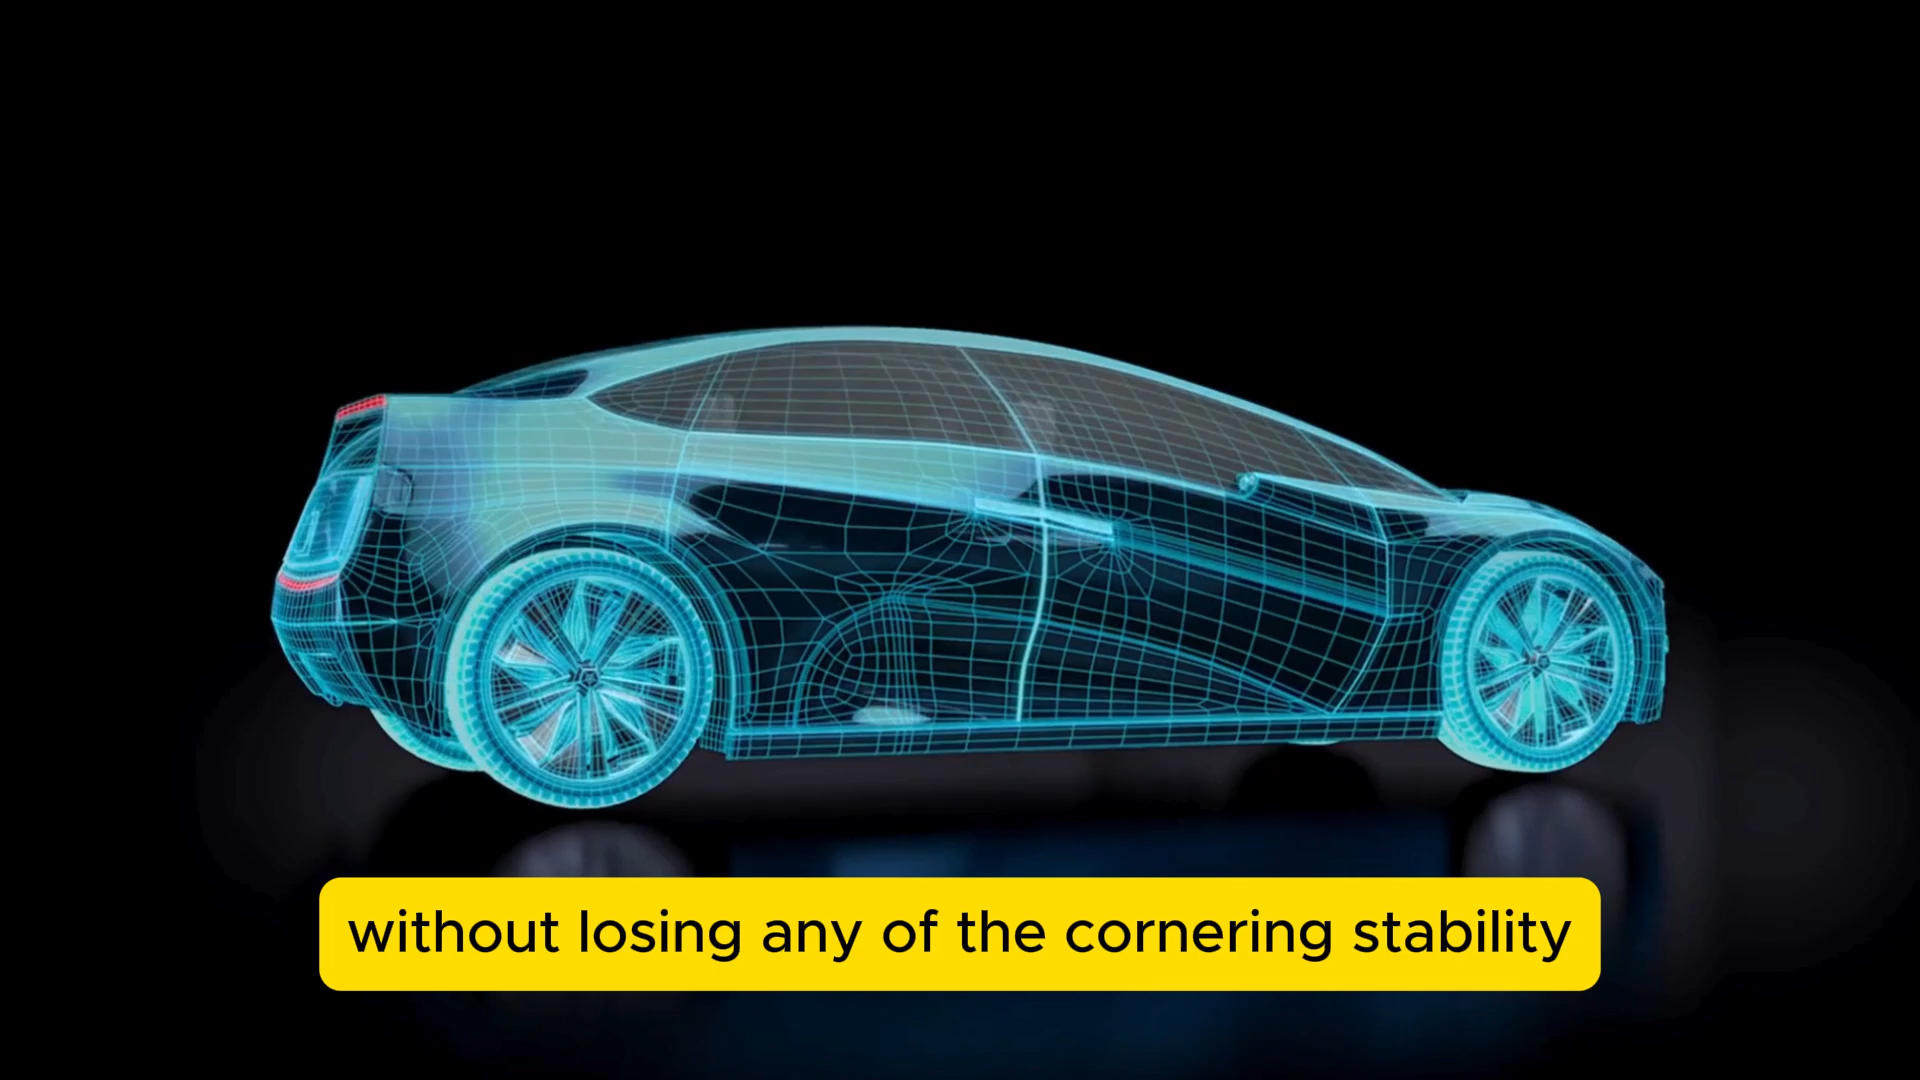 without losing any of the cornering stability